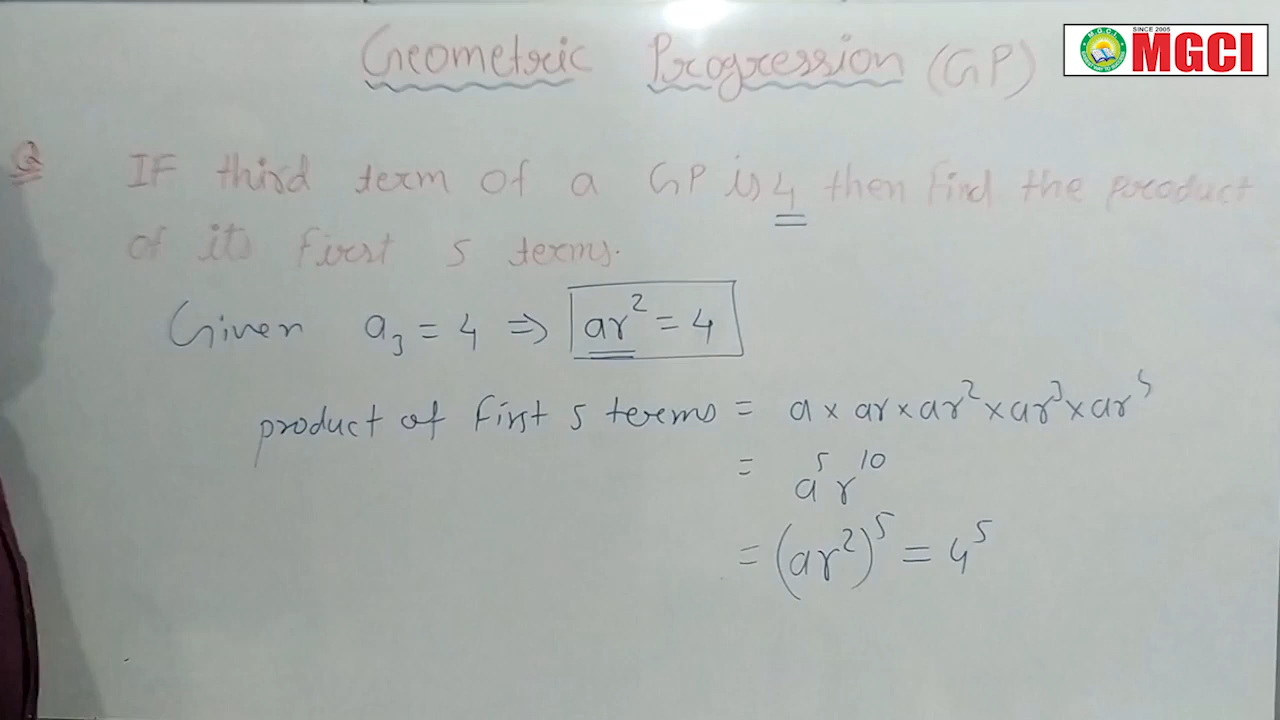 Geometric Progression (GP)
SINCE 2005
M.G.C.I.
MGCI
Q IF third term of a GP is 4 then find the product
of its first 5 terms.
Given a₃ = 4 ⇒ ar² = 4
product of first 5 terms = a × ar × ar² × ar³ × ar⁵
= a⁵ r¹⁰
= (ar²)⁵ = 4⁵